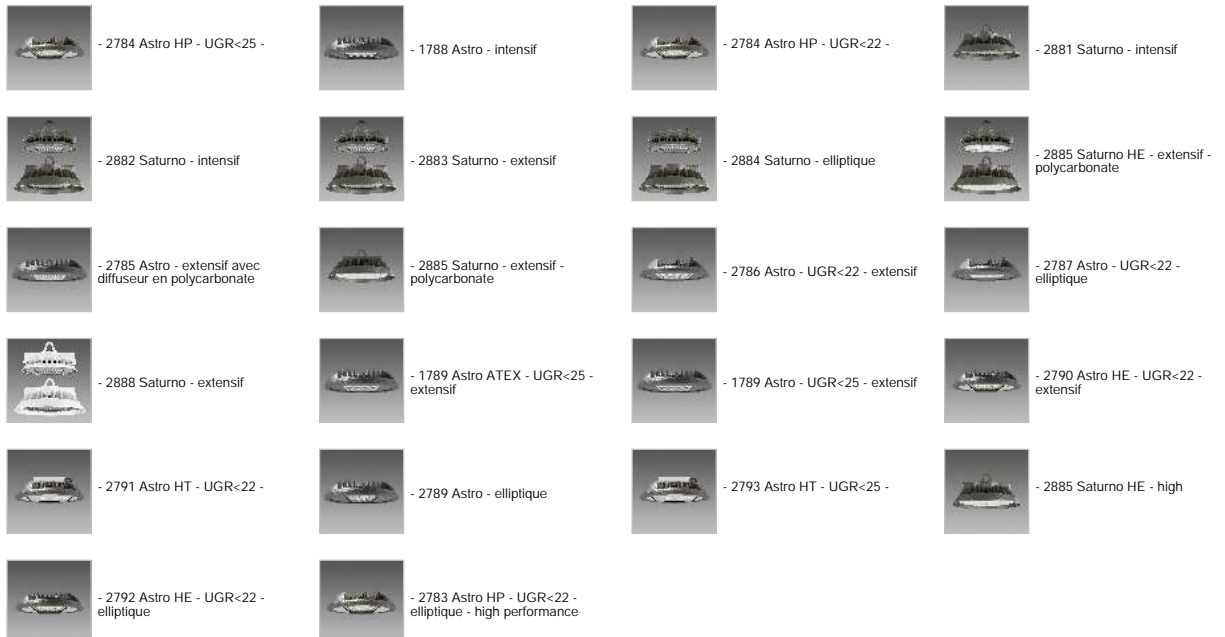 - 2784 Astro HP - UGR<25 -
- 1788 Astro - intensif
- 2784 Astro HP - UGR<22 -
- 2881 Saturno - intensif
- 2882 Saturno - intensif
- 2883 Saturno - extensif
- 2884 Saturno - elliptique
- 2885 Saturno HE - extensif -
polycarbonate
- 2785 Astro - extensif avec
diffuseur en polycarbonate
- 2885 Saturno - extensif -
polycarbonate
- 2786 Astro - UGR<22 - extensif
- 2787 Astro - UGR<22 -
elliptique
- 2888 Saturno - extensif
- 1789 Astro ATEX - UGR<25 -
extensif
- 1789 Astro - UGR<25 - extensif
- 2790 Astro HE - UGR<22 -
extensif
- 2791 Astro HT - UGR<22 -
- 2789 Astro - elliptique
- 2793 Astro HT - UGR<25 -
- 2885 Saturno HE - high
- 2792 Astro HE - UGR<22 -
elliptique
- 2783 Astro HP - UGR<22 -
elliptique - high performance